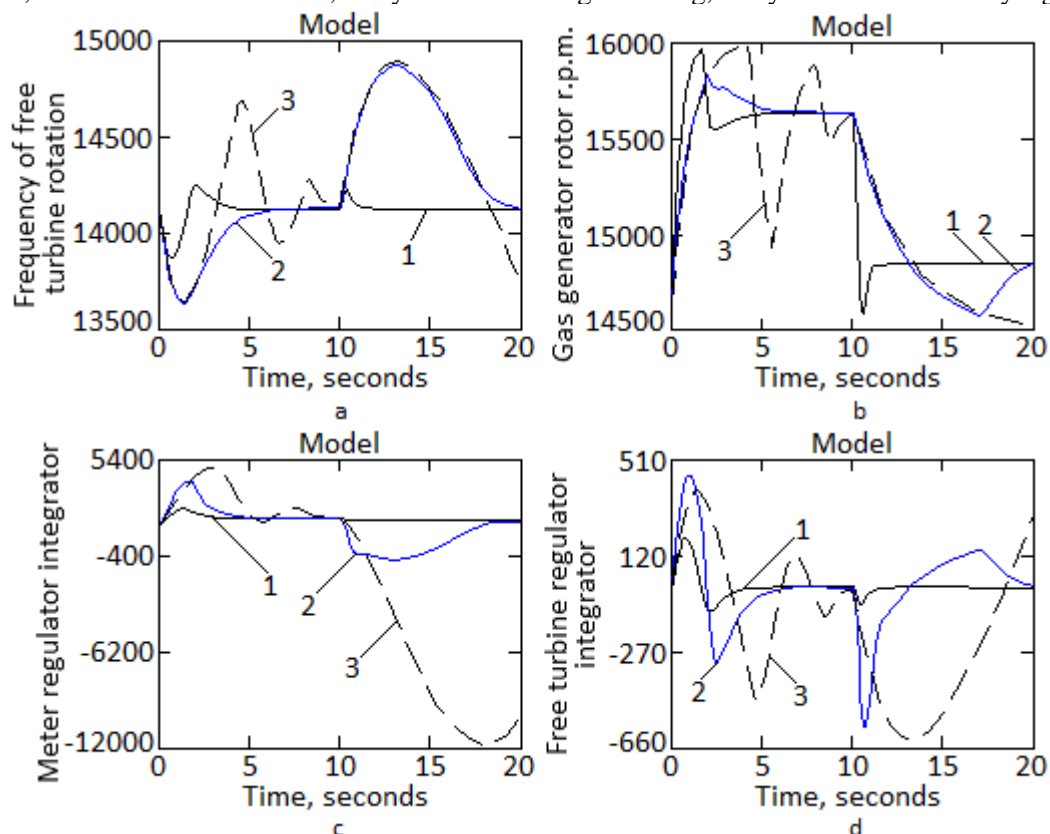 Model
15000
14500
14000
13500
Frequency of free
turbine rotation
3
2
1
0
5
10
15
20
Time, seconds
a
Model
16000
15500
15000
14500
Gas generator rotor r.p.m.
3
1
2
0
5
10
15
20
Time, seconds
b
Model
5400
-400
-6200
-12000
Meter regulator integrator
1
2
3
0
5
10
15
20
Time, seconds
c
Model
510
120
-270
-660
Free turbine regulator
integrator
1
2
3
0
5
10
15
20
Time, seconds
d